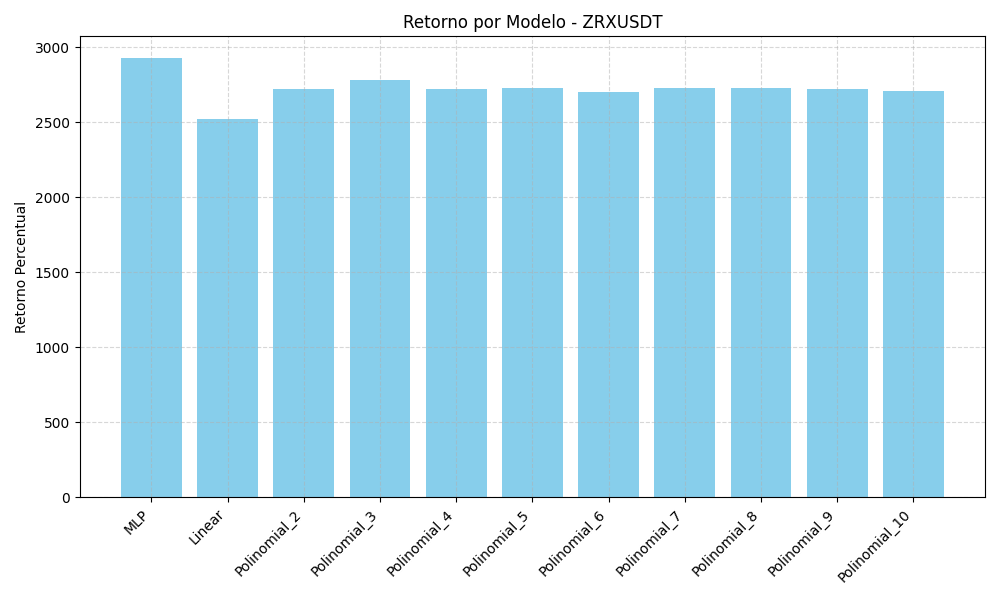 Retorno por Modelo - ZRXUSDT
Retorno Percentual
3000
2500
2000
1500
1000
500
0
MLP
Linear
Polinomial_2
Polinomial_3
Polinomial_4
Polinomial_5
Polinomial_6
Polinomial_7
Polinomial_8
Polinomial_9
Polinomial_10